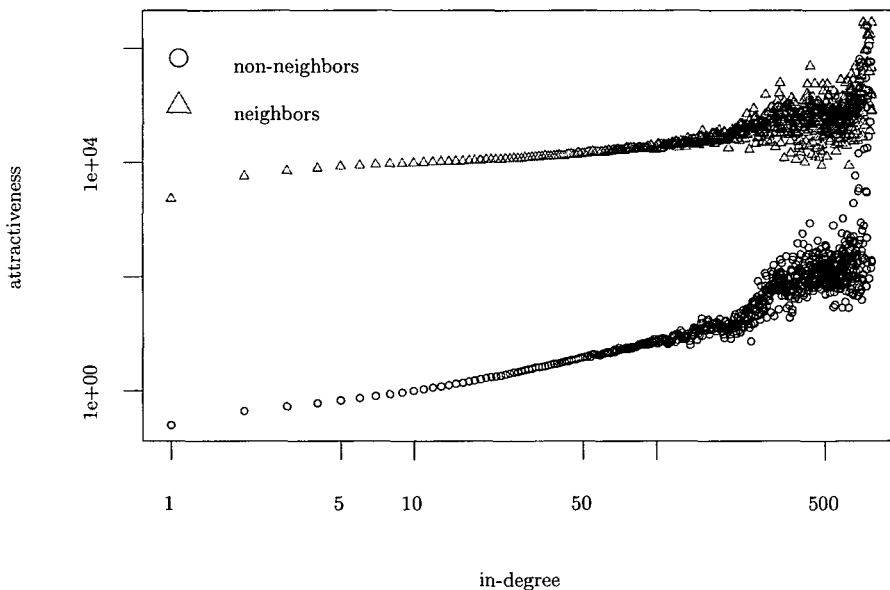 non-neighbors
neighbors
attractiveness
1e+04
1e+00
1
5
10
50
500
in-degree